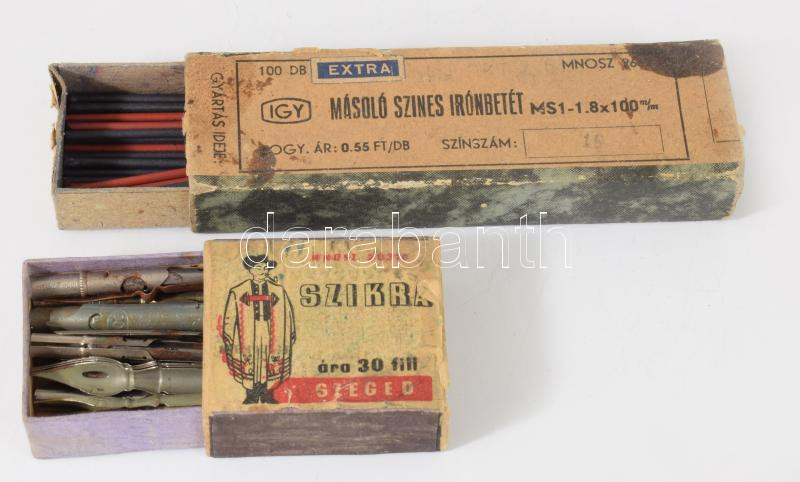 GYÁRTÁS IDEJE:
100 DB EXTRA MNOSZ
IGY MÁSOLÓ SZINES IRÓNBETÉT MS1-1.8x100 m/m
FOGY. ÁR: 0.55 FT/DB SZÍNSZÁM:
darabanth
SZIKRA
ára 30 fill
SZEGED